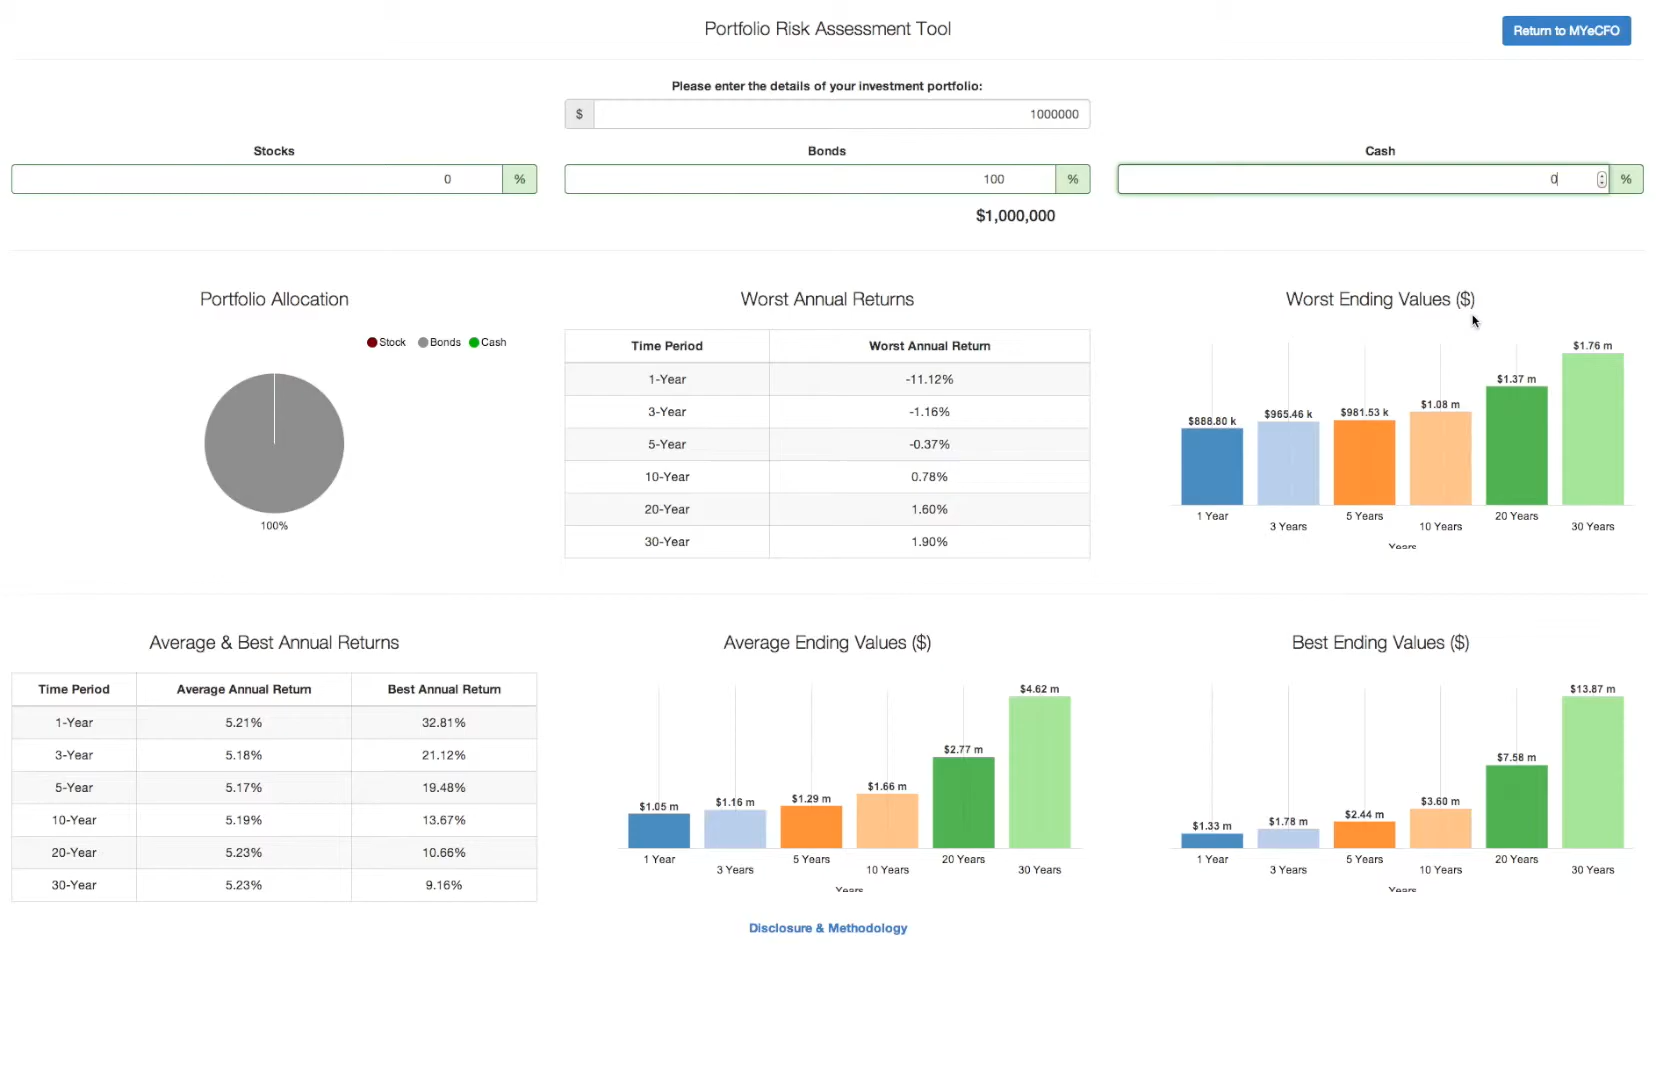 Portfolio Risk Assessment Tool
Return to MYeCFO
Please enter the details of your investment portfolio:
$ 1000000
Stocks Bonds Cash
0 % 100 % 0 %
$1,000,000
Portfolio Allocation
Stock Bonds Cash
100%
Worst Annual Returns
Time Period Worst Annual Return
1-Year -11.12%
3-Year -1.16%
5-Year -0.37%
10-Year 0.78%
20-Year 1.60%
30-Year 1.90%
Worst Ending Values ($)
$888.80 k $965.46 k $981.53 k $1.08 m $1.37 m $1.76 m
1 Year 3 Years 5 Years 10 Years 20 Years 30 Years
Years
Average & Best Annual Returns
Time Period Average Annual Return Best Annual Return
1-Year 5.21% 32.81%
3-Year 5.18% 21.12%
5-Year 5.17% 19.48%
10-Year 5.19% 13.67%
20-Year 5.23% 10.66%
30-Year 5.23% 9.16%
Average Ending Values ($)
$1.05 m $1.16 m $1.29 m $1.66 m $2.77 m $4.62 m
1 Year 3 Years 5 Years 10 Years 20 Years 30 Years
Years
Best Ending Values ($)
$1.33 m $1.78 m $2.44 m $3.60 m $7.58 m $13.87 m
1 Year 3 Years 5 Years 10 Years 20 Years 30 Years
Years
Disclosure & Methodology